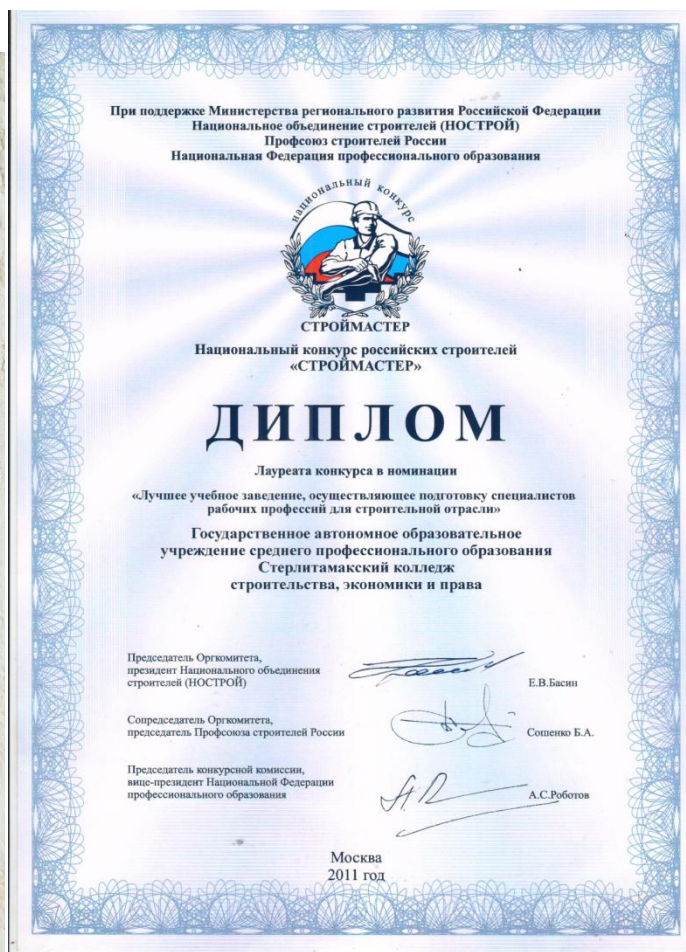 При поддержке Министерства регионального развития Российской Федерации
Национальное объединение строителей (НОСТРОЙ)
Профсоюз строителей России
Национальная Федерация профессионального образования
национальный конкурс
СТРОЙМАСТЕР
Национальный конкурс российских строителей
«СТРОЙМАСТЕР»
ДИПЛОМ
Лауреата конкурса в номинации
«Лучшее учебное заведение, осуществляющее подготовку специалистов
рабочих профессий для строительной отрасли»
Государственное автономное образовательное
учреждение среднего профессионального образования
Стерлитамакский колледж
строительства, экономики и права
Председатель Оргкомитета,
президент Национального объединения
строителей (НОСТРОЙ)
Е.В.Басин
Сопредседатель Оргкомитета,
председатель Профсоюза строителей России
Сошенко Б.А.
Председатель конкурсной комиссии,
вице-президент Национальной Федерации
профессионального образования
А.С.Роботов
Москва
2011 год